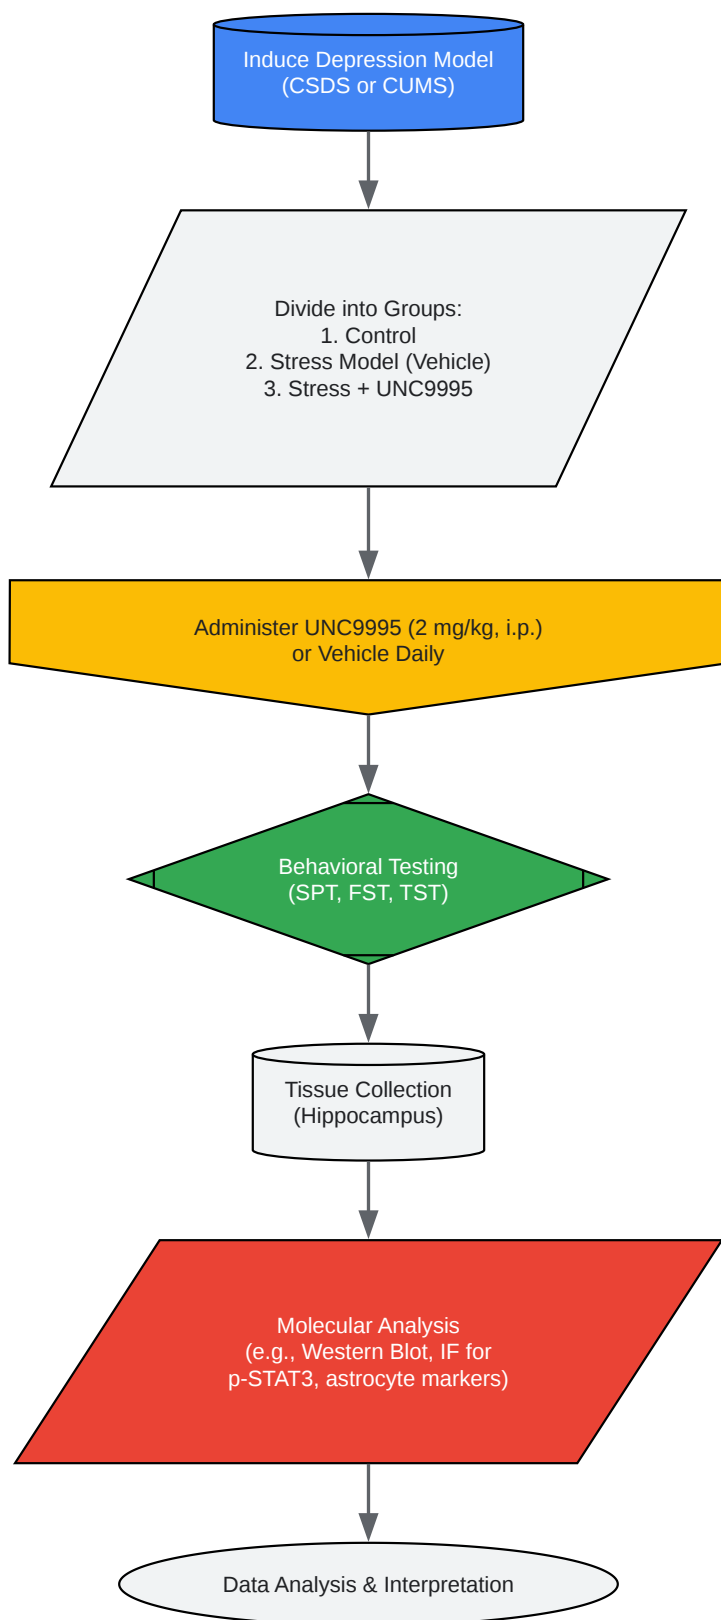 Induce Depression Model
(CSDS or CUMS)
Divide into Groups:
1. Control
2. Stress Model (Vehicle)
3. Stress + UNC9995
Administer UNC9995 (2 mg/kg, i.p.)
or Vehicle Daily
Behavioral Testing
(SPT, FST, TST)
Tissue Collection
(Hippocampus)
Molecular Analysis
(e.g., Western Blot, IF for
p-STAT3, astrocyte markers)
Data Analysis & Interpretation